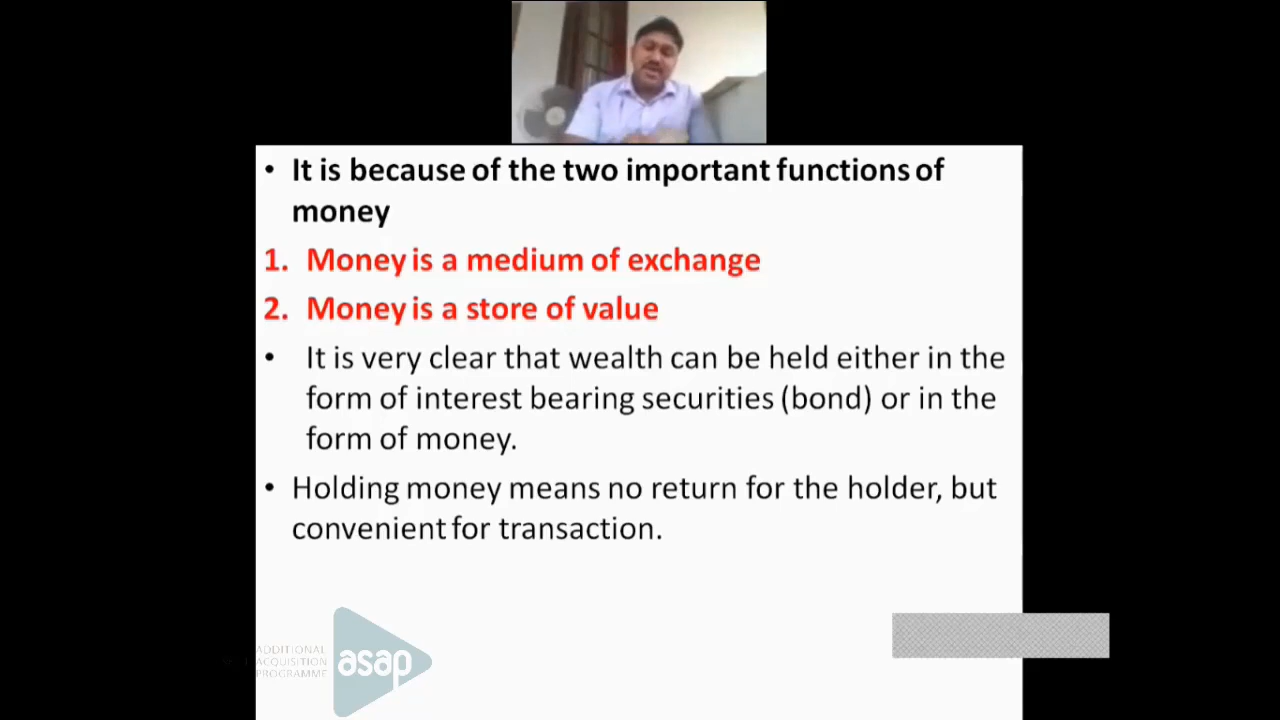 • It is because of the two important functions of
money
1. Money is a medium of exchange
2. Money is a store of value
• It is very clear that wealth can be held either in the
form of interest bearing securities (bond) or in the
form of money.
• Holding money means no return for the holder, but
convenient for transaction.
ADDITIONAL
ACQUISITION
PROGRAMME
asap